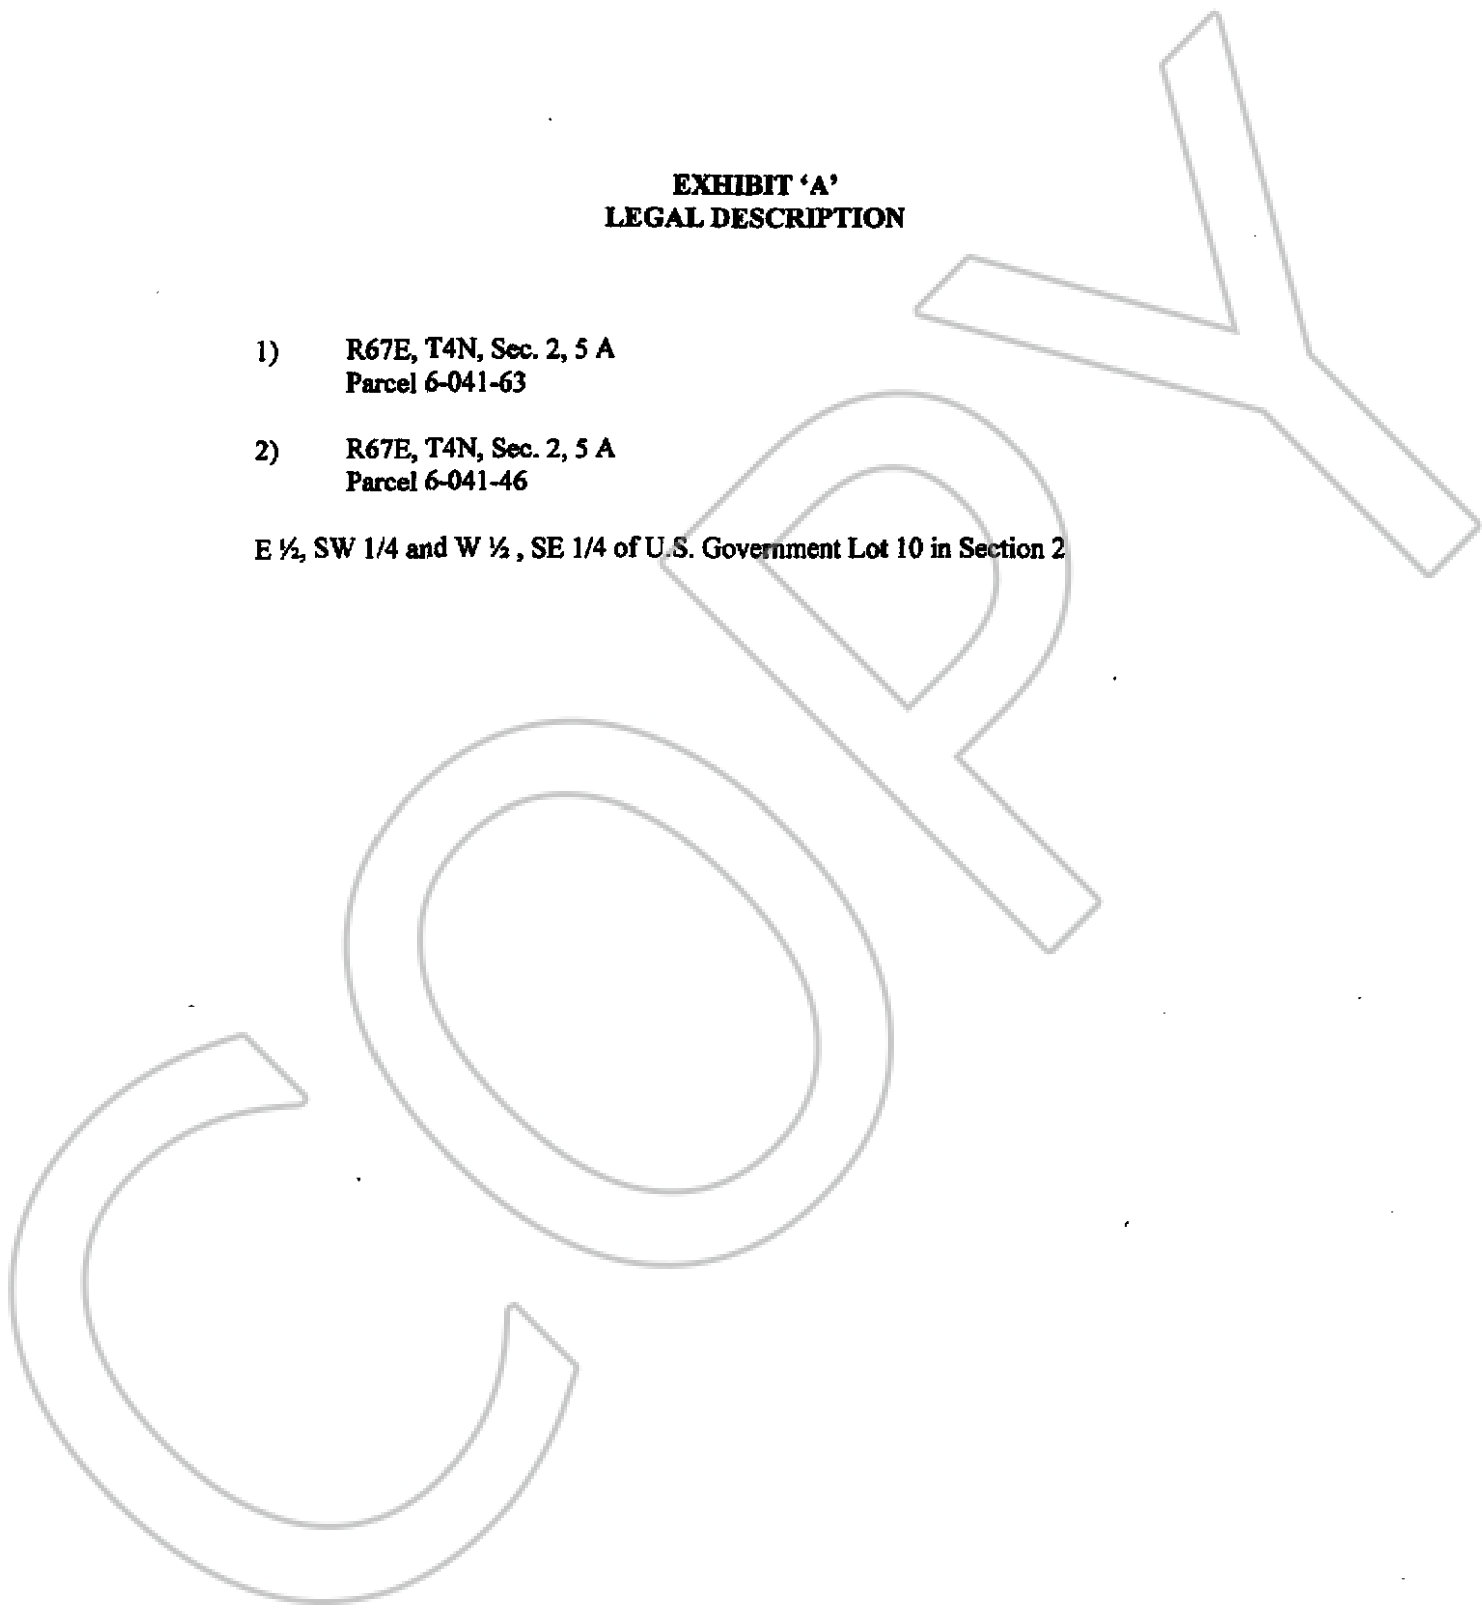 EXHIBIT ‘A’
LEGAL DESCRIPTION
1) R67E, T4N, Sec. 2, 5 A
Parcel 6-041-63
2) R67E, T4N, Sec. 2, 5 A
Parcel 6-041-46
E ½, SW 1/4 and W ½ , SE 1/4 of U.S. Government Lot 10 in Section 2
COPY